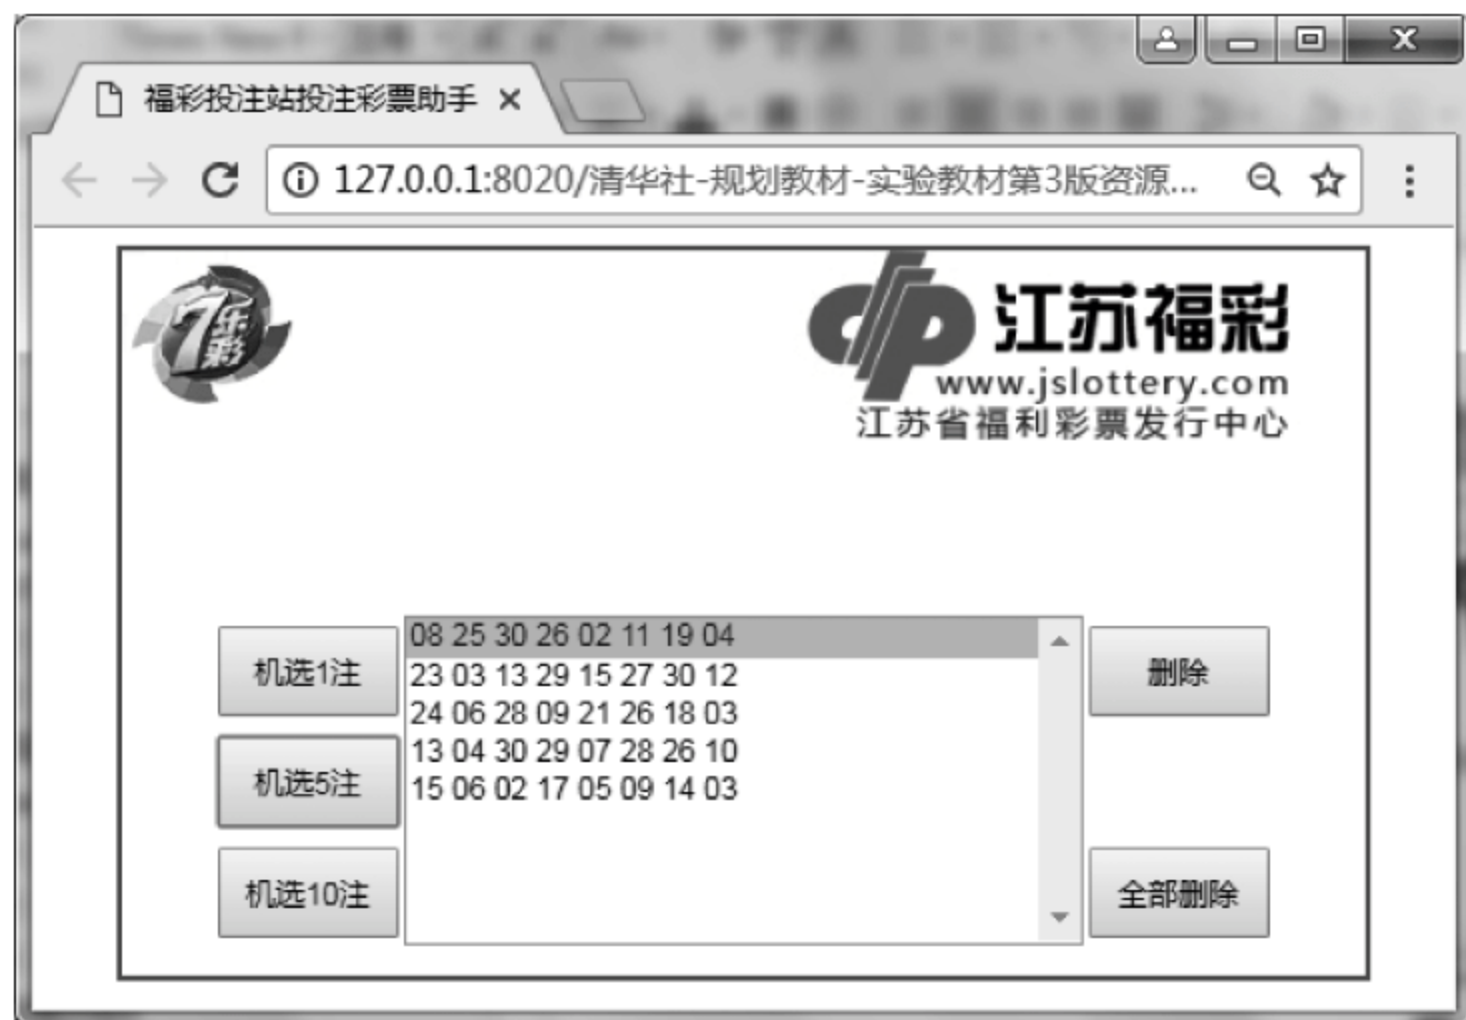 福彩投注站投注彩票助手
127.0.0.1:8020/清华社-规划教材-实验教材第3版资源...
7乐彩
江苏福彩
www.jslottery.com
江苏省福利彩票发行中心
机选1注
08 25 30 26 02 11 19 04
23 03 13 29 15 27 30 12
24 06 28 09 21 26 18 03
13 04 30 29 07 28 26 10
15 06 02 17 05 09 14 03
删除
机选5注
机选10注
全部删除